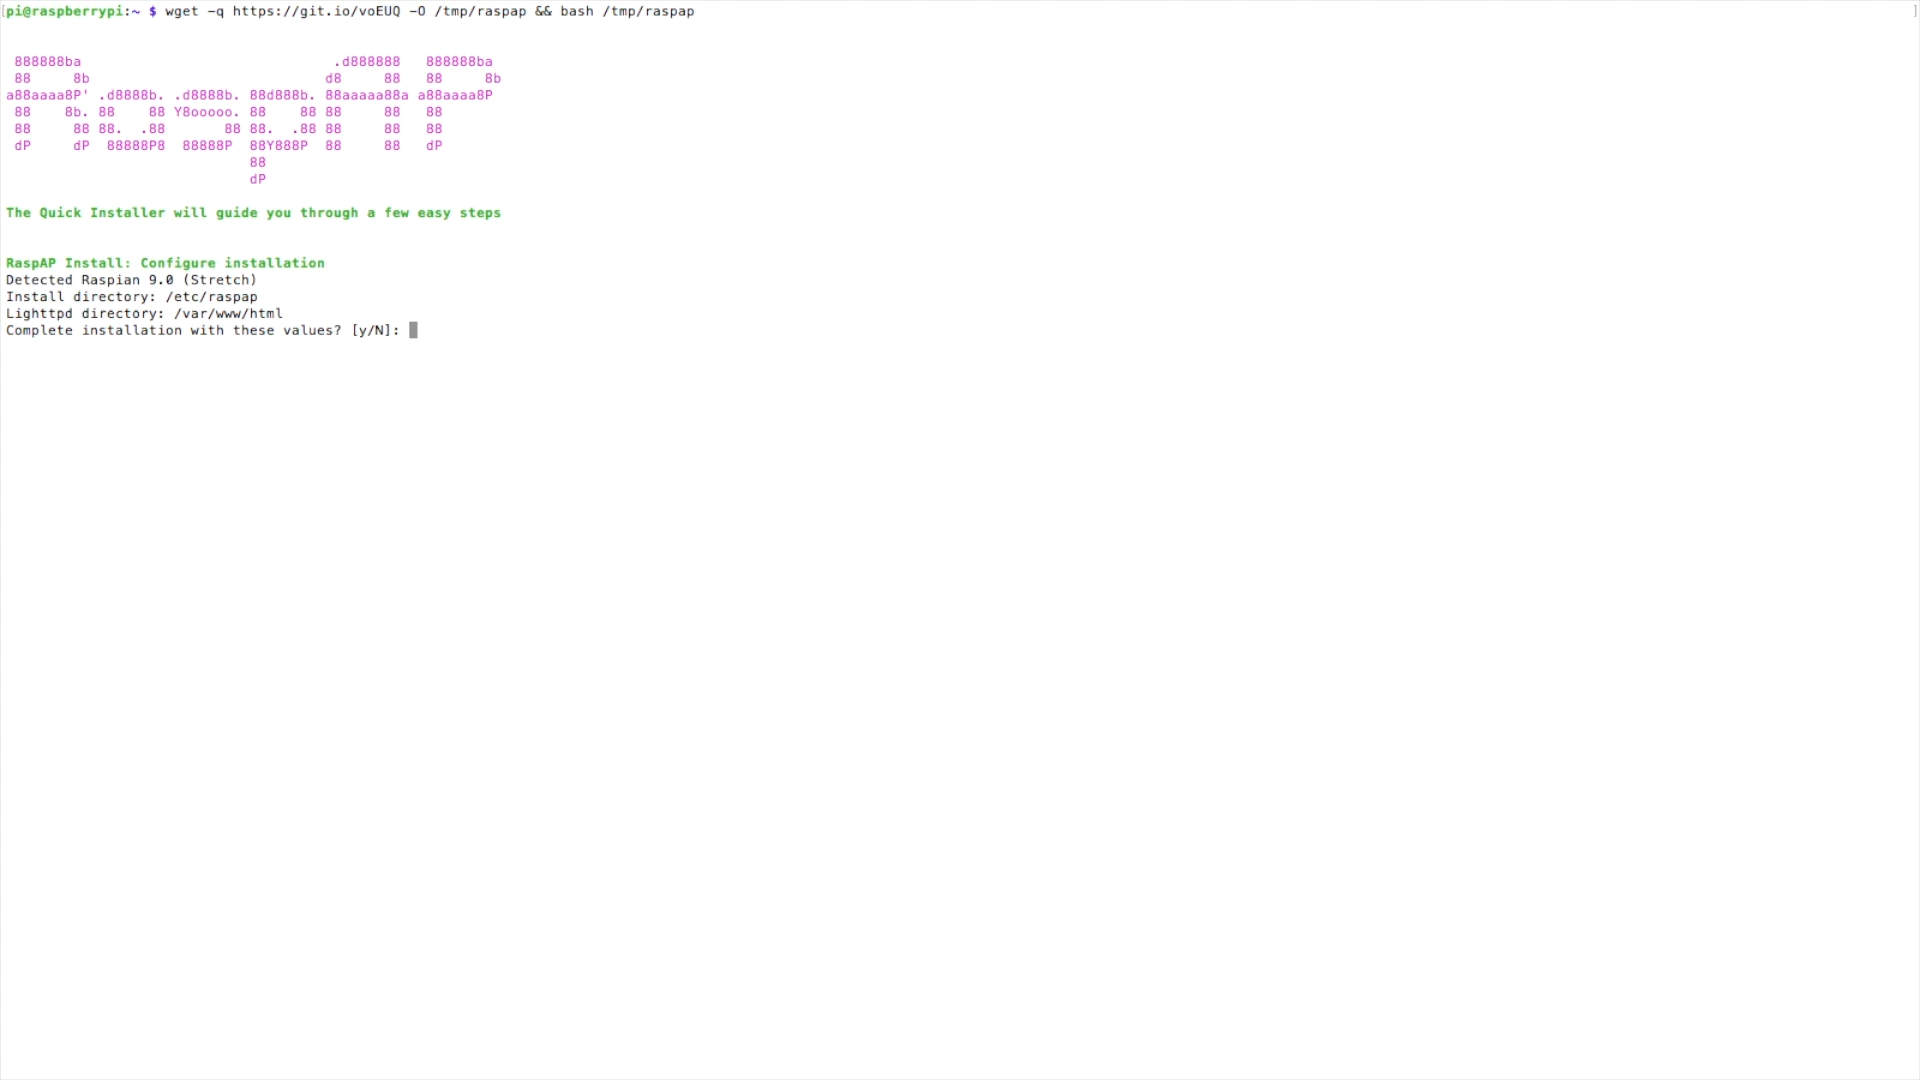 [pi@raspberrypi:~ $ wget -q https://git.io/voEUQ -O /tmp/raspap && bash /tmp/raspap ]
 888888ba                              .d888888   888888ba
 88     8b                            d8     88   88     8b
a88aaaa8P' .d8888b. .d8888b. 88d888b. 88aaaaa88a a88aaaa8P
 88    8b. 88    88 Y8ooooo. 88    88 88     88   88
 88     88 88.  .88       88 88.  .88 88     88   88
 dP     dP  88888P8  88888P  88Y888P  88     88   dP
                             88
                             dP
The Quick Installer will guide you through a few easy steps
RaspAP Install: Configure installation
Detected Raspian 9.0 (Stretch)
Install directory: /etc/raspap
Lighttpd directory: /var/www/html
Complete installation with these values? [y/N]: